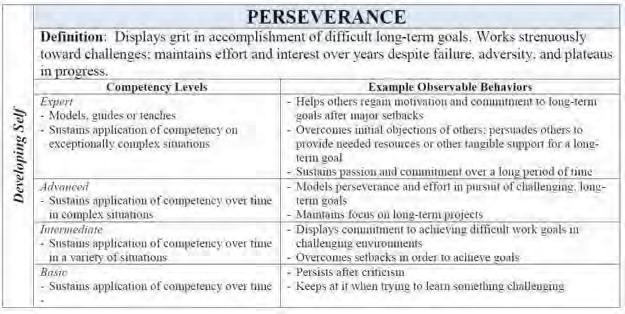 PERSEVERANCE
Definition: Displays grit in accomplishment of difficult long-term goals. Works strenuously
toward challenges; maintains effort and interest over years despite failure, adversity, and plateaus
in progress.
Developing Self
Competency Levels
Example Observable Behaviors
Expert
- Models, guides or teaches
- Sustains application of competency on
exceptionally complex situations
- Helps others regain motivation and commitment to long-term
goals after major setbacks
- Overcomes initial objections of others; persuades others to
provide needed resources or other tangible support for a long-
term goal
- Sustains passion and commitment over a long period of time
Advanced
- Sustains application of competency over time
in complex situations
- Models perseverance and effort in pursuit of challenging, long-
term goals
- Maintains focus on long-term projects
Intermediate
- Sustains application of competency over time
in a variety of situations
- Displays commitment to achieving difficult work goals in
challenging environments
- Overcomes setbacks in order to achieve goals
Basic
- Sustains application of competency over time
-
- Persists after criticism
- Keeps at it when trying to learn something challenging